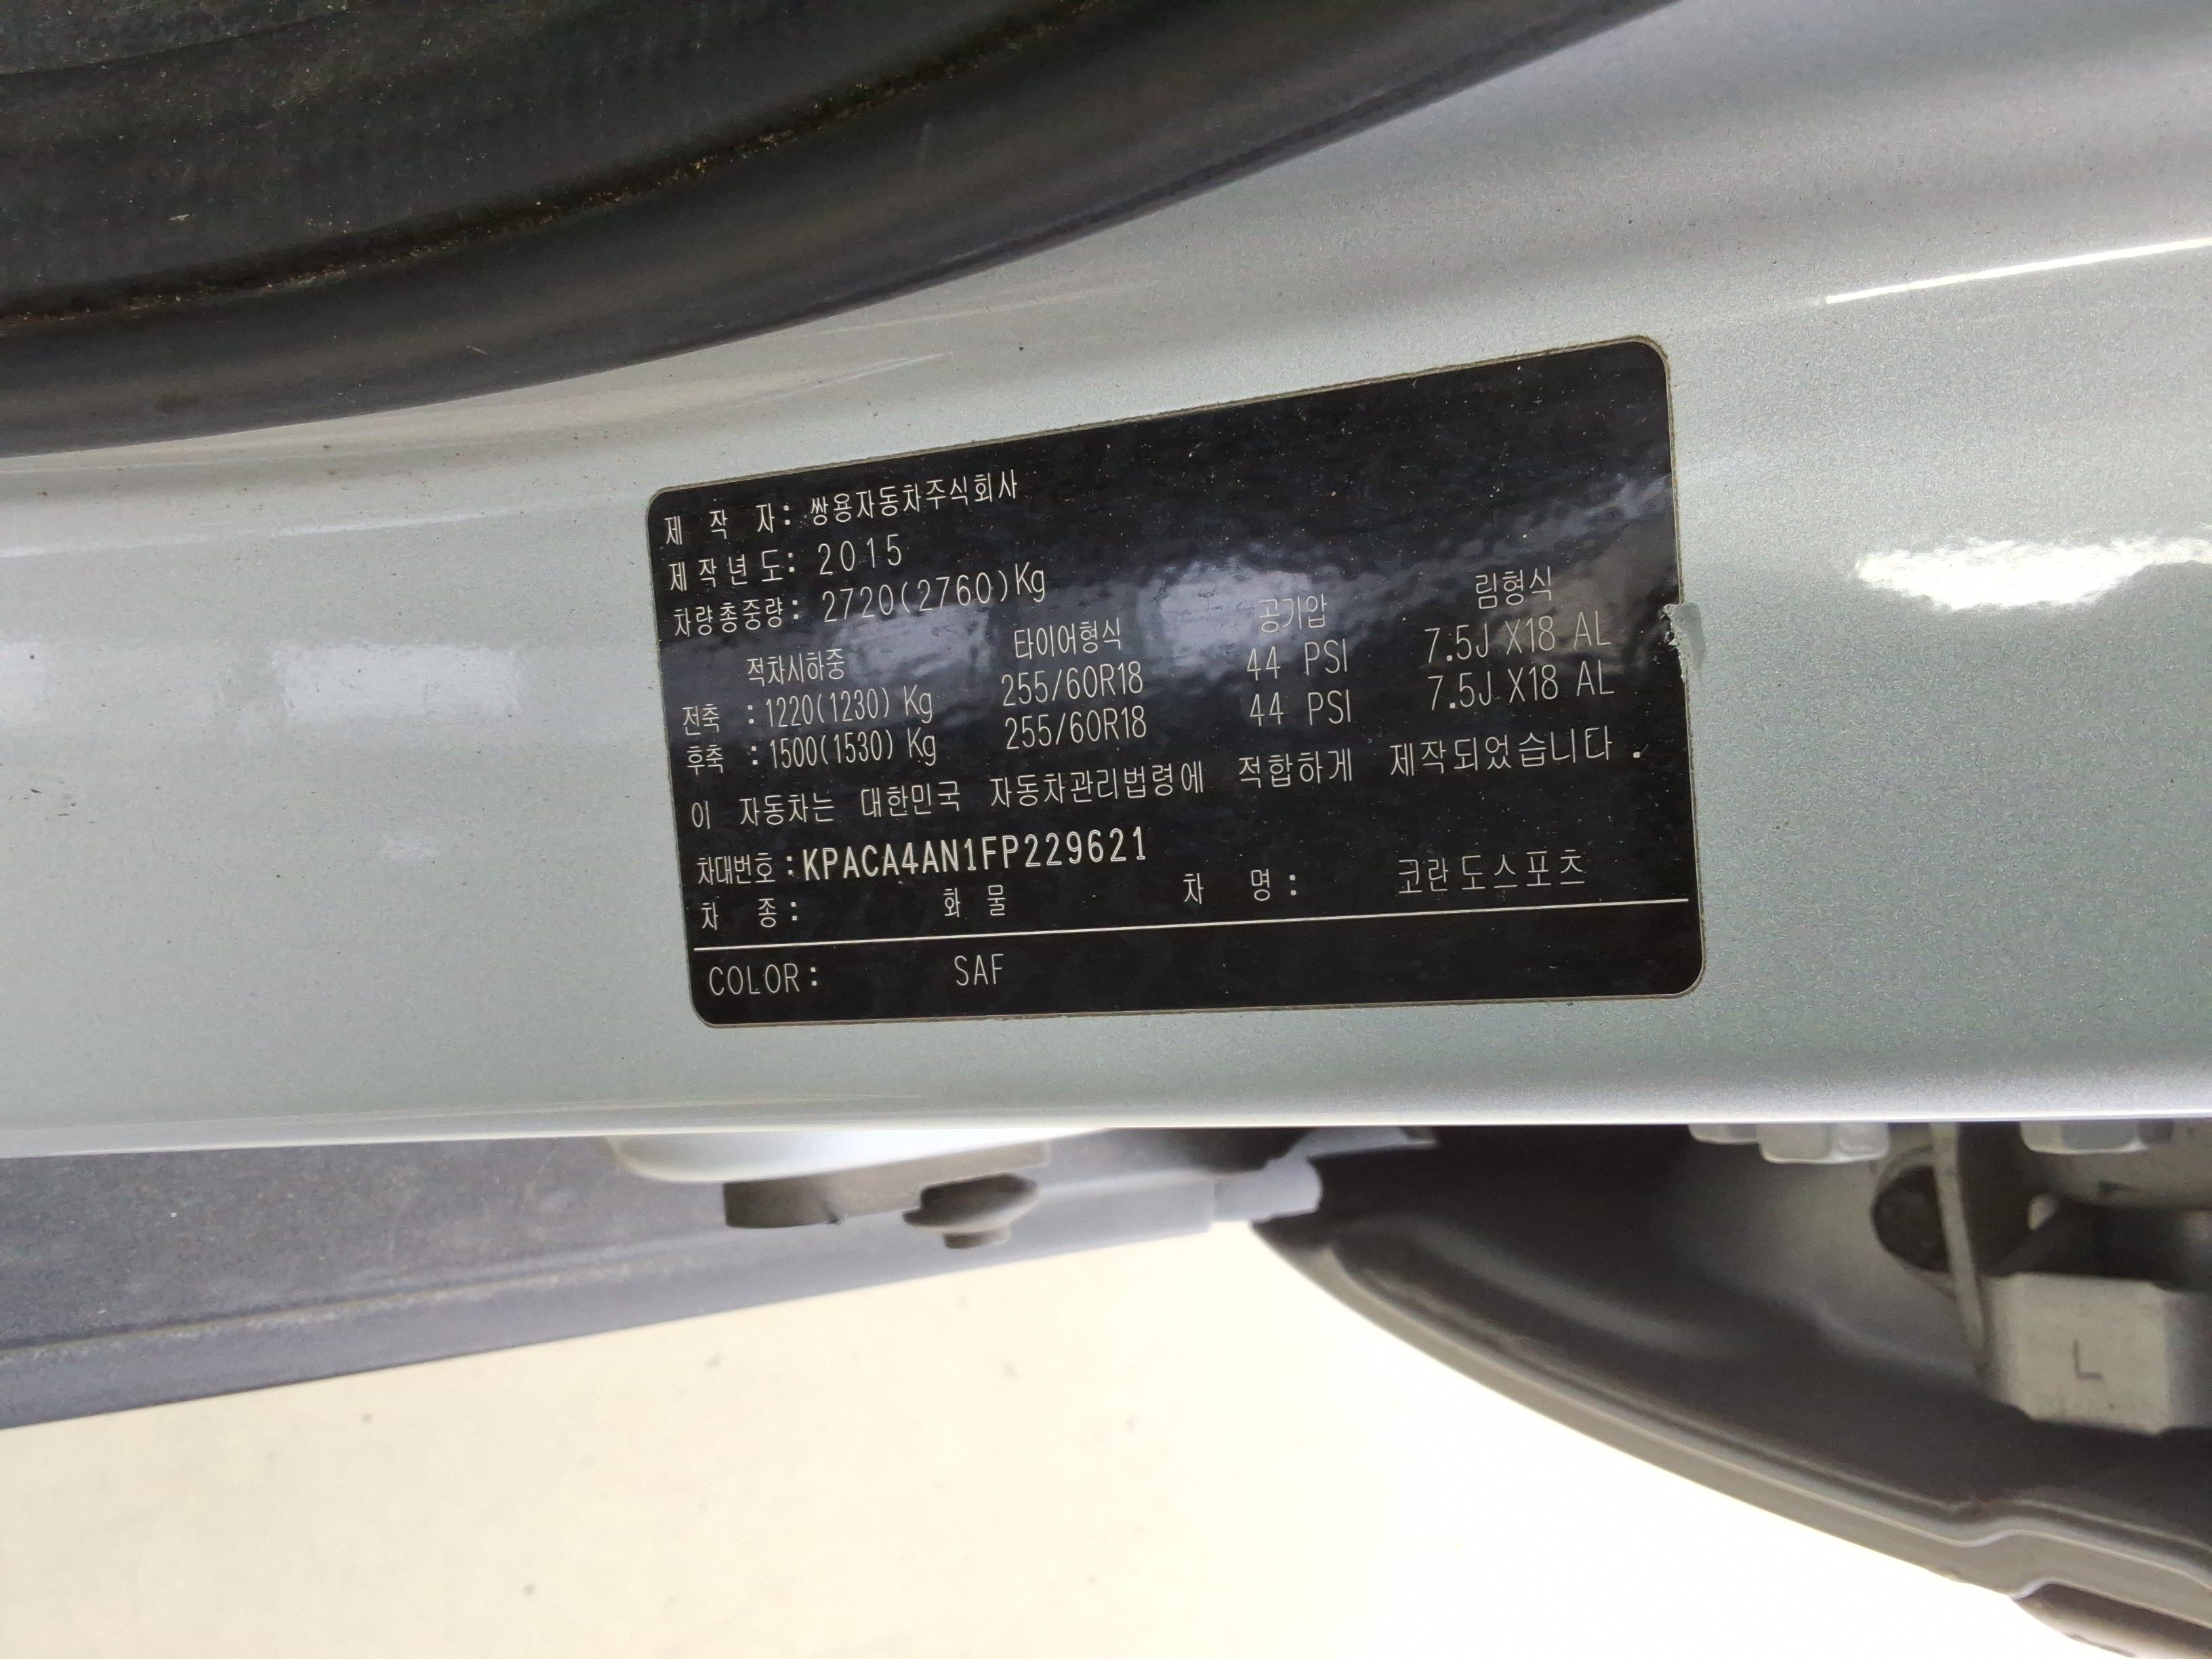 제 작 자: 쌍용자동차주식회사
제작년도: 2015
차량총중량: 2720(2760)Kg
적차시하중 타이어형식 공기압 림형식
전축 :1220(1230) Kg 255/60R18 44 PSI 7.5J X18 AL
후축 :1500(1530) Kg 255/60R18 44 PSI 7.5J X18 AL
이 자동차는 대한민국 자동차관리법령에 적합하게 제작되었습니다.
차대번호:KPACA4AN1FP229621
차 종: 화 물 차 명: 코란도스포츠
COLOR: SAF
L